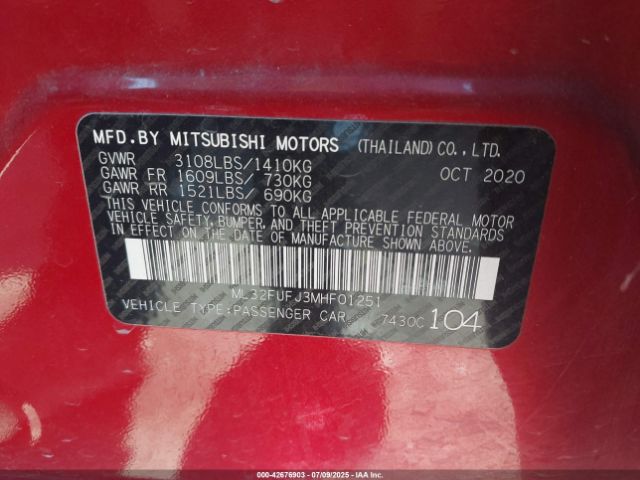 MFD.BY MITSUBISHI MOTORS (THAILAND)CO.,LTD.
GVWR 3108LBS/1410KG OCT 2020
GAWR FR 1609LBS/ 730KG
GAWR RR 1521LBS/ 690KG
THIS VEHICLE CONFORMS TO ALL APPLICABLE FEDERAL MOTOR
VEHICLE SAFETY, BUMPER, AND THEFT PREVENTION STANDARDS
IN EFFECT ON THE DATE OF MANUFACTURE SHOWN ABOVE.
ML32FUFJ3MHF01251
VEHICLE TYPE:PASSENGER CAR 7430C 104
000-42676903 - 07/09/2025 - IAA Inc.